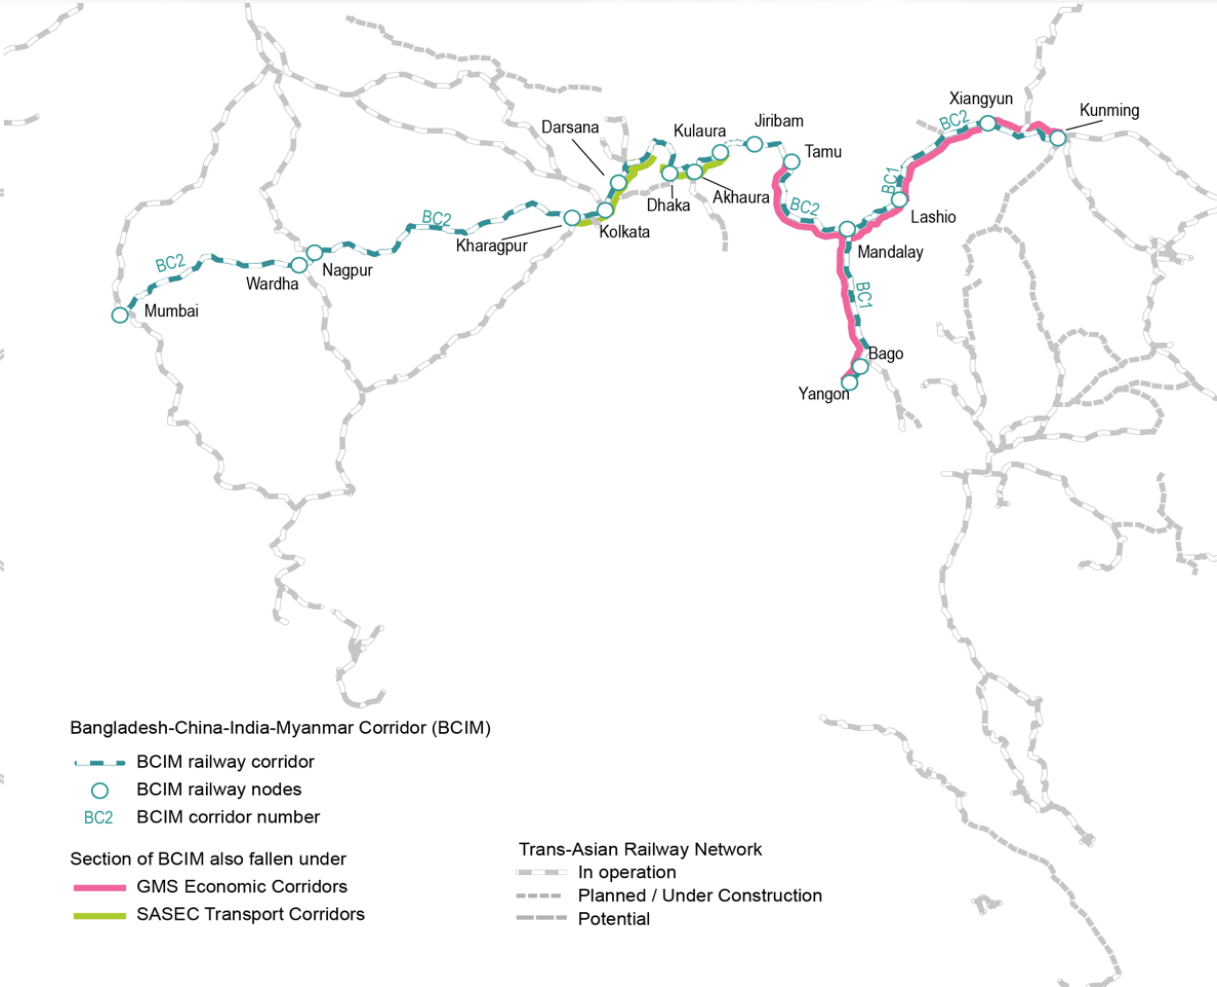 Xiangyun
Kunming
BC2
Jiribam
Darsana
Kulaura
Tamu
BC1
Dhaka
Akhaura
BC2
Lashio
BC2
Kharagpur
Kolkata
Mandalay
BC2
Wardha
Nagpur
BC1
Mumbai
Bago
Yangon
Bangladesh-China-India-Myanmar Corridor (BCIM)
BCIM railway corridor
BCIM railway nodes
BC2 BCIM corridor number
Section of BCIM also fallen under
GMS Economic Corridors
SASEC Transport Corridors
Trans-Asian Railway Network
In operation
Planned / Under Construction
Potential